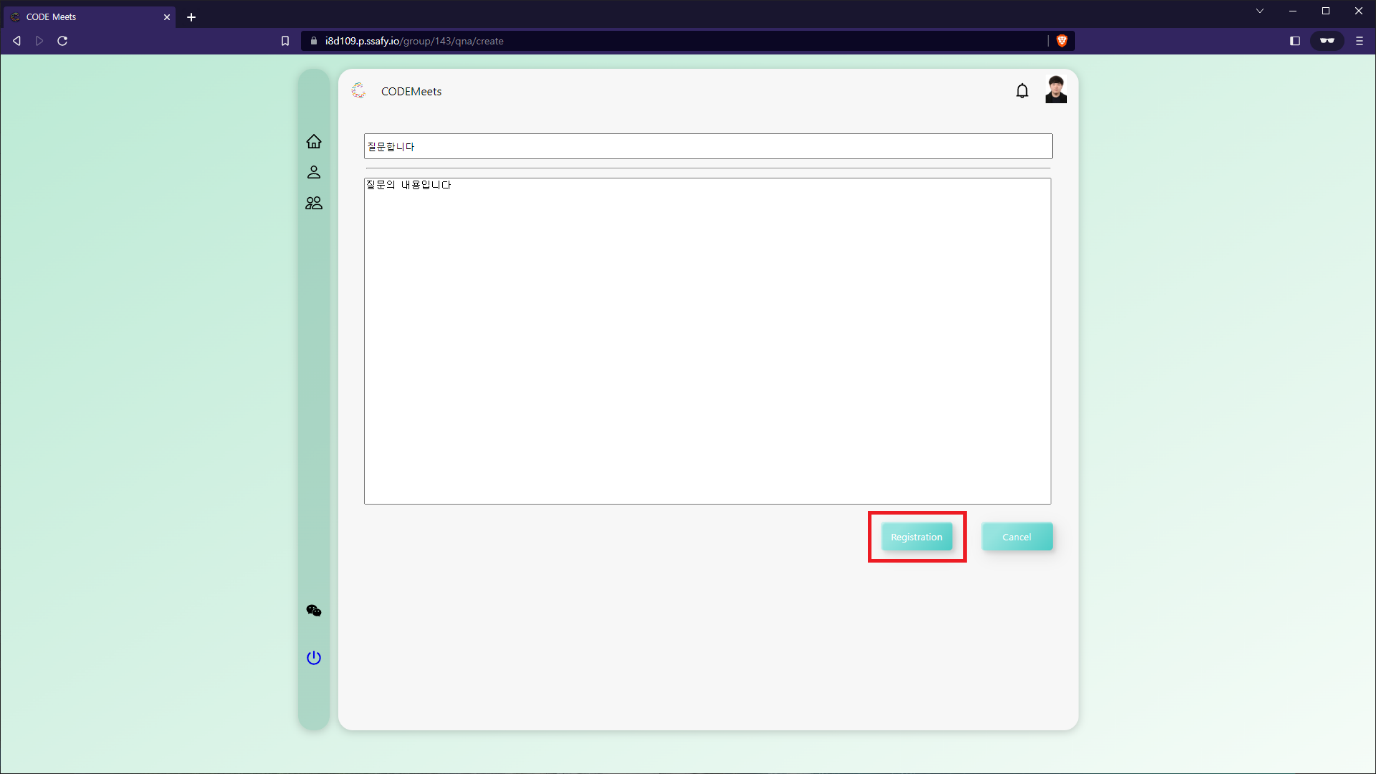 CODE Meets
i8d109.p.ssafy.io/group/143/qna/create
CODEMeets
질문합니다
질문의 내용입니다
Registration
Cancel